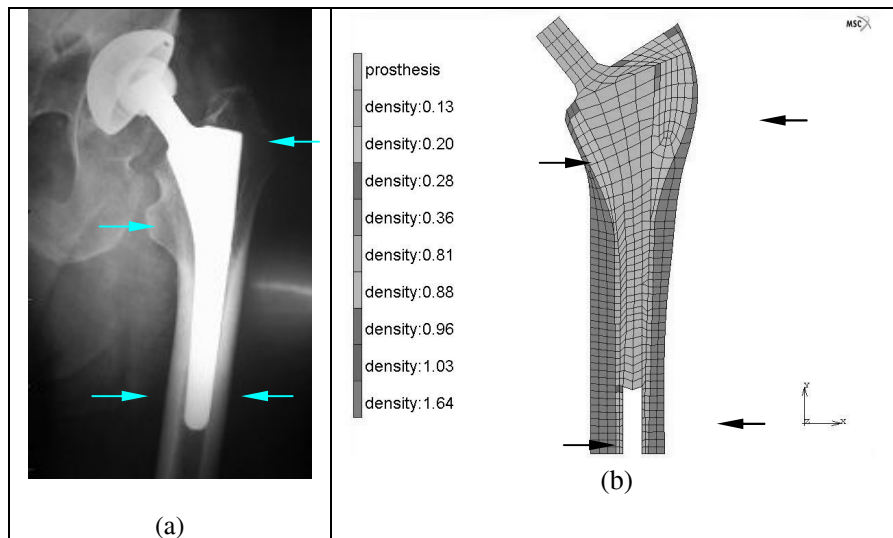 MSC
prosthesis
density:0.13
density:0.20
density:0.28
density:0.36
density:0.81
density:0.88
density:0.96
density:1.03
density:1.64
Y
Z X
(a)
(b)